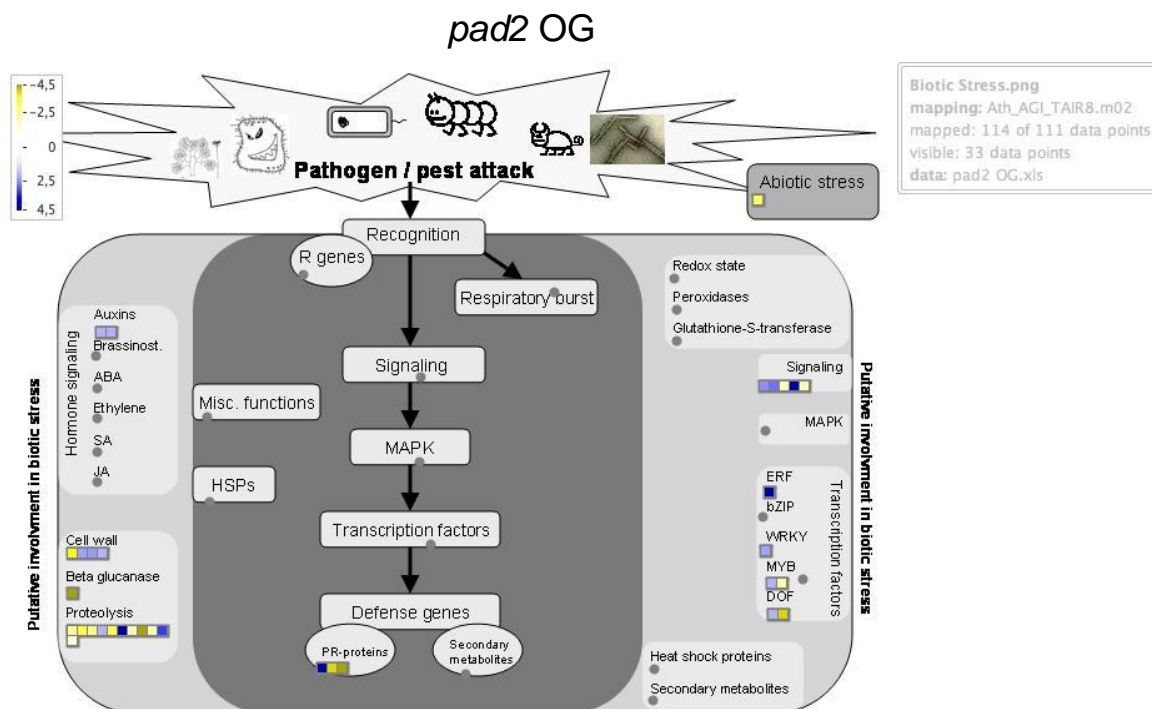 pad2 OG
-4,5
-2,5
0
2,5
4,5
Pathogen / pest attack
Biotic Stress.png
mapping: Ath_AGI_TAIR8.m02
mapped: 114 of 111 data points
visible: 33 data points
data: pad2 OG.xls
Abiotic stress
Recognition
R genes
Respiratory burst
Redox state
Peroxidases
Glutathione-S-transferase
Putative involvment in biotic stress
Hormone signaling
Auxins
Brassinost.
ABA
Ethylene
SA
JA
Signaling
Misc. functions
MAPK
HSPs
Transcription factors
Defense genes
PR-proteins
Secondary
metabolites
Cell wall
Beta glucanase
Proteolysis
Signaling
MAPK
ERF
bZIP
WRKY
MYB
DOF
Transcription factors
Putative involvment in biotic stress
Heat shock proteins
Secondary metabolites